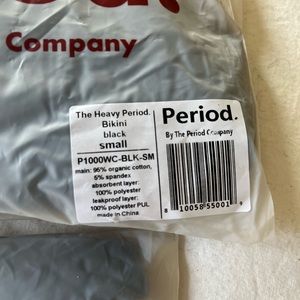 Company
The Heavy Period.
Bikini
black
small
P1000WC-BLK-SM
main: 95% organic cotton,
5% spandex
absorbent layer:
100% polyester
leakproof layer:
100% polyester PUL
made in China
Period.
By The Period Company
8 10058 55001 9